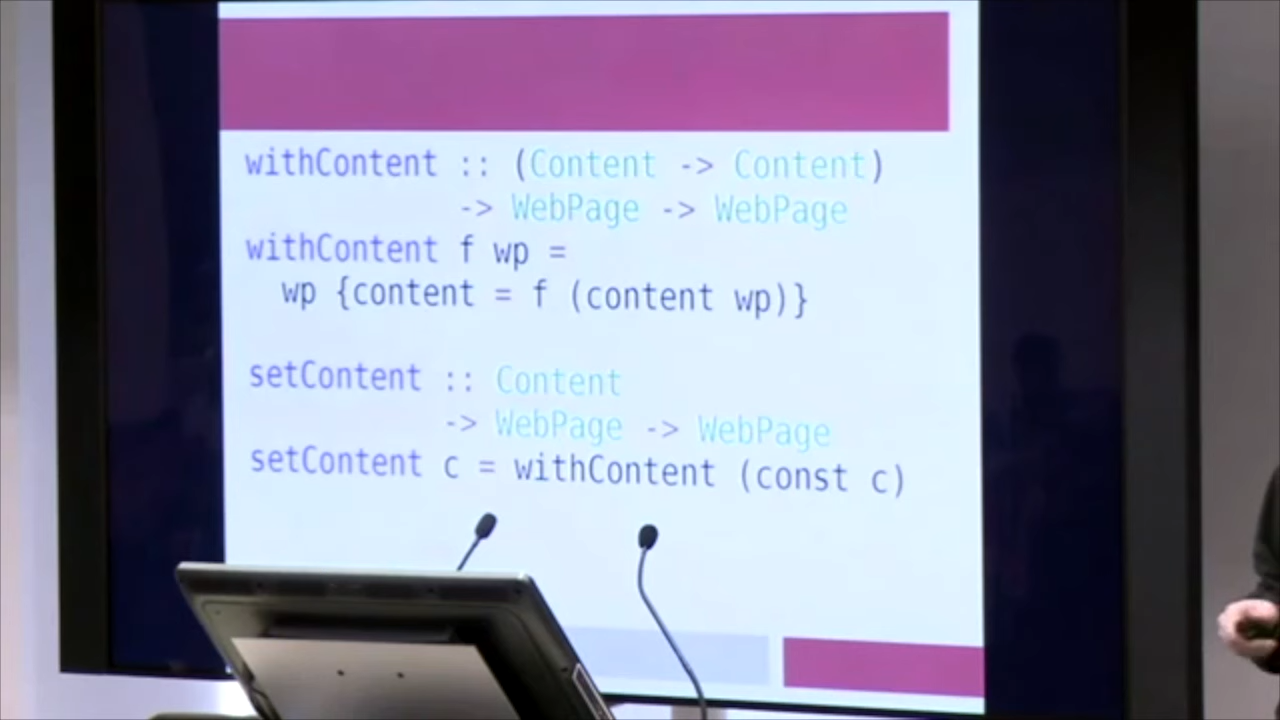 withContent :: (Content -> Content)
-> WebPage -> WebPage
withContent f wp =
wp {content = f (content wp)}
setContent :: Content
-> WebPage -> WebPage
setContent c = withContent (const c)